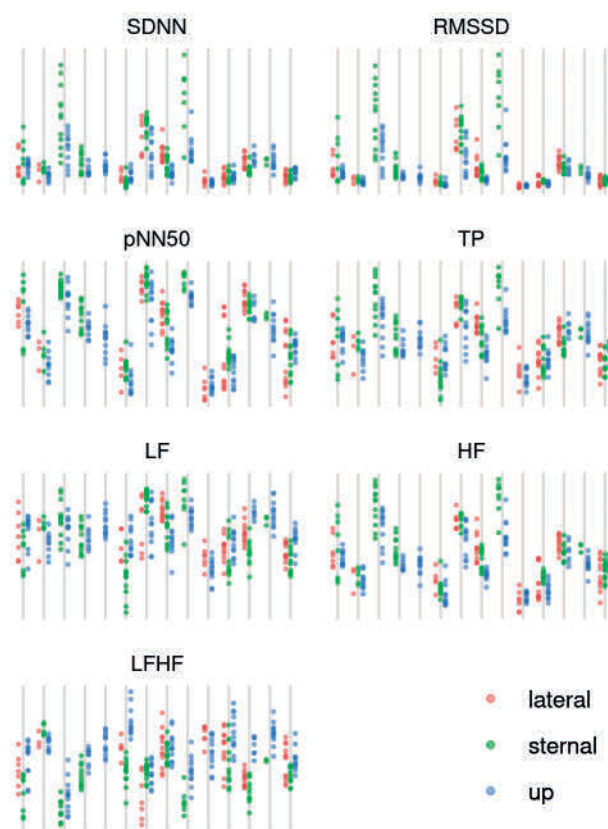 SDNN
RMSSD
pNN50
TP
LF
HF
LFHF
lateral
sternal
up